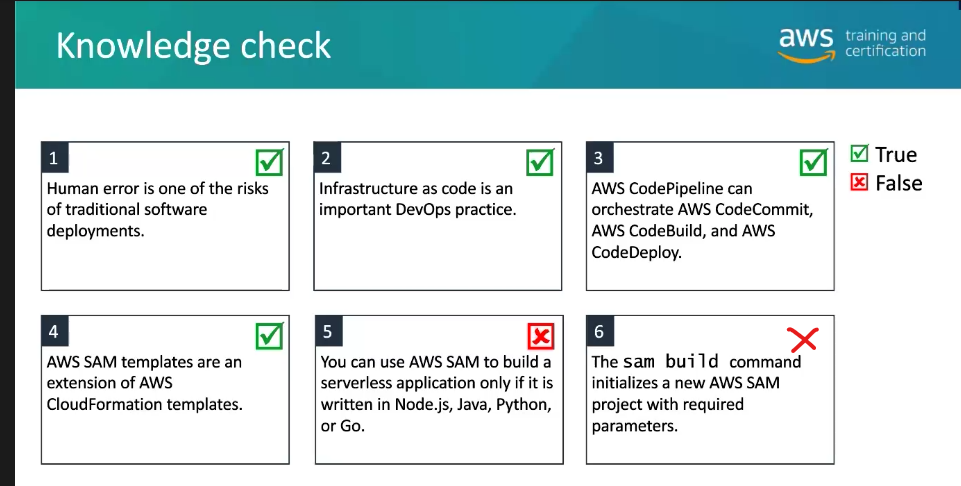 Knowledge check
aws training and
certification
1
Human error is one of the risks
of traditional software
deployments.
2
Infrastructure as code is an
important DevOps practice.
3
AWS CodePipeline can
orchestrate AWS CodeCommit,
AWS CodeBuild, and AWS
CodeDeploy.
True
False
4
AWS SAM templates are an
extension of AWS
CloudFormation templates.
5
You can use AWS SAM to build a
serverless application only if it is
written in Node.js, Java, Python,
or Go.
6
The sam build command
initializes a new AWS SAM
project with required
parameters.